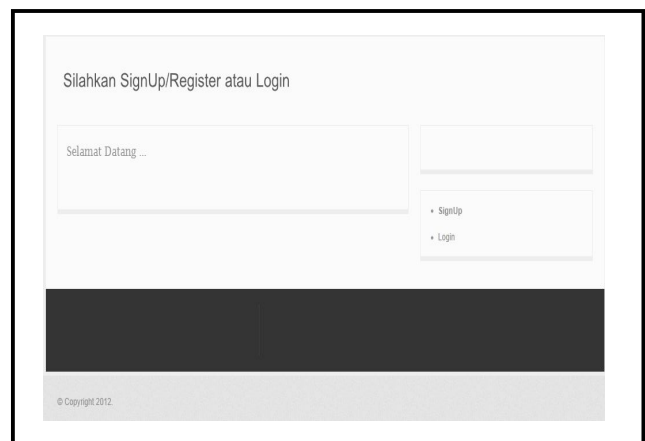 Silahkan SignUp/Register atau Login
Selamat Datang ...
SignUp
Login
© Copyright 2012.